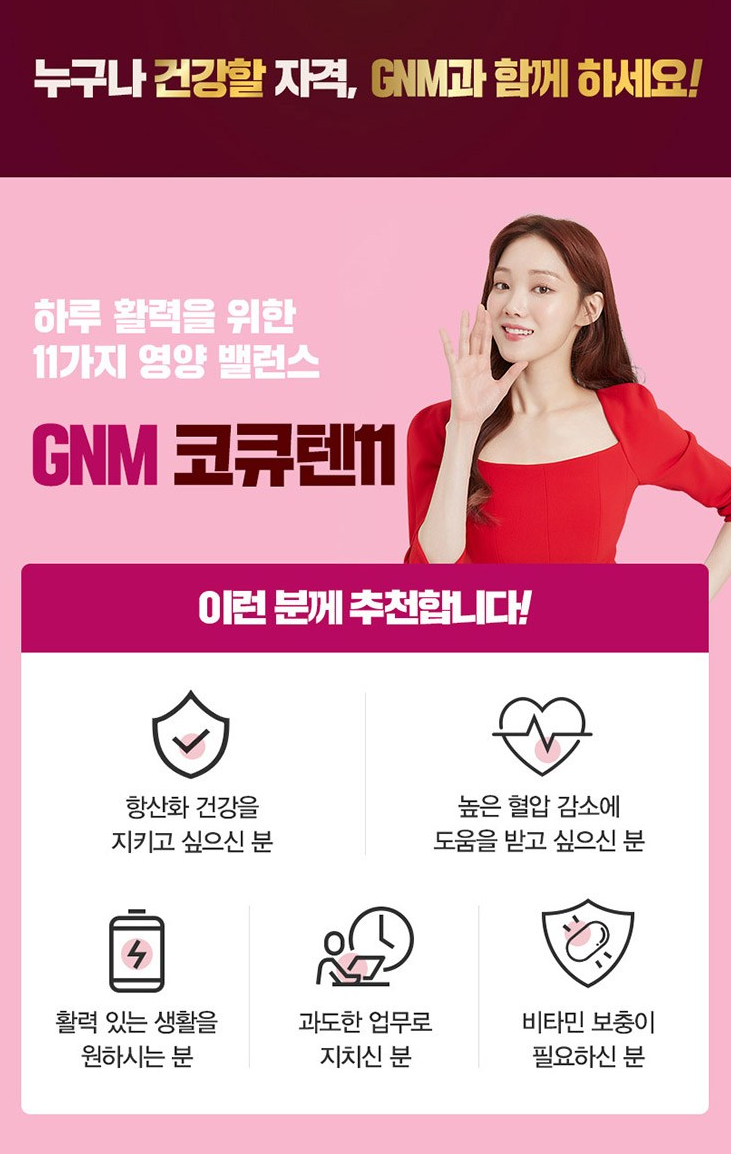 누구나 건강할 자격, GNM과 함께 하세요!
하루 활력을 위한
11가지 영양 밸런스
GNM 코큐텐11
이런 분께 추천합니다!
항산화 건강을
지키고 싶으신 분
높은 혈압 감소에
도움을 받고 싶으신 분
활력 있는 생활을
원하시는 분
과도한 업무로
지치신 분
비타민 보충이
필요하신 분